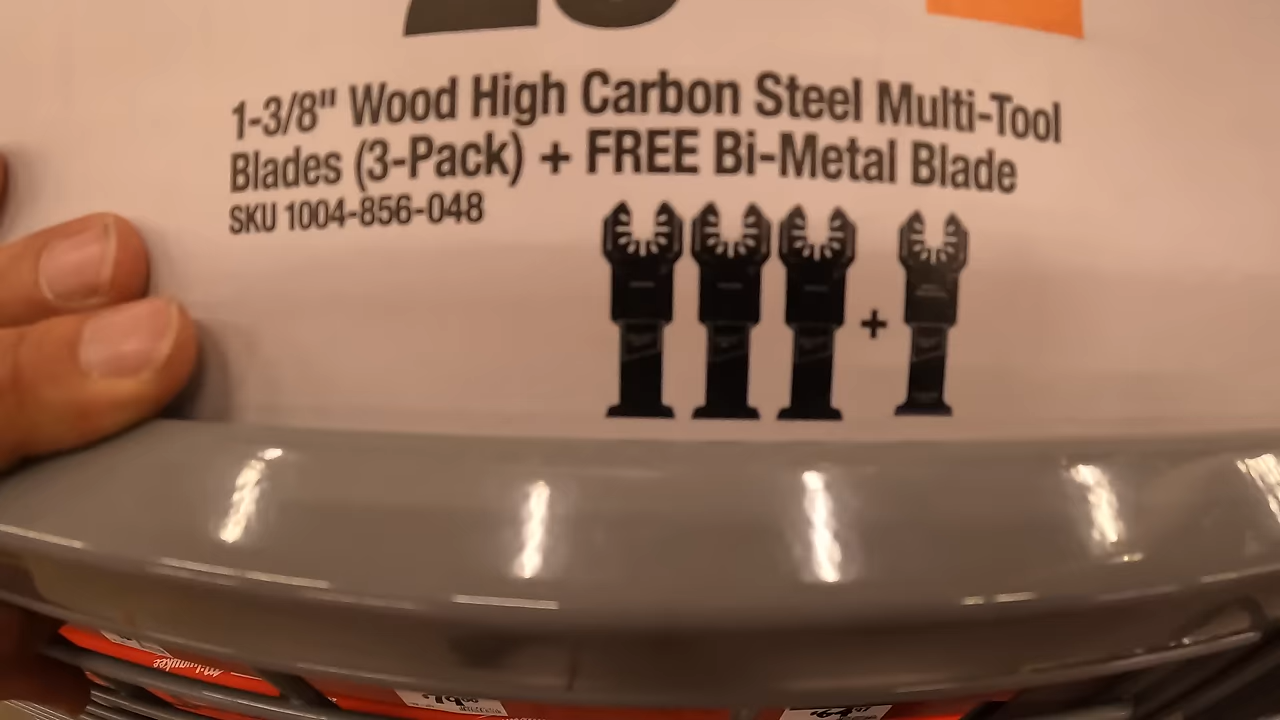 1-3/8" Wood High Carbon Steel Multi-Tool
Blades (3-Pack) + FREE Bi-Metal Blade
SKU 1004-856-048
+
Milwaukee